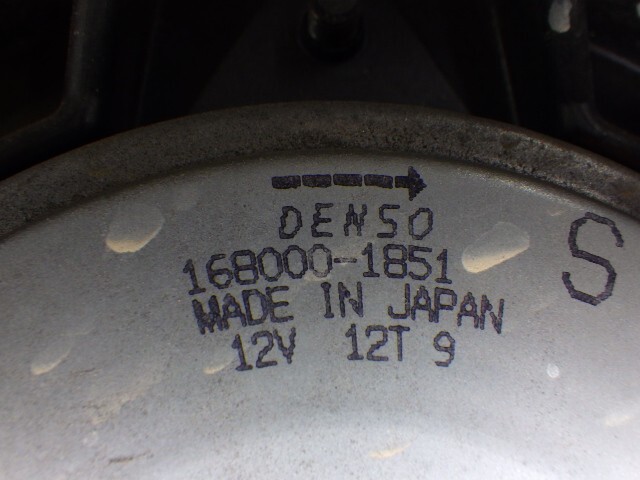 DENSO
168000-1851
MADE IN JAPAN
12V 12T 9
S